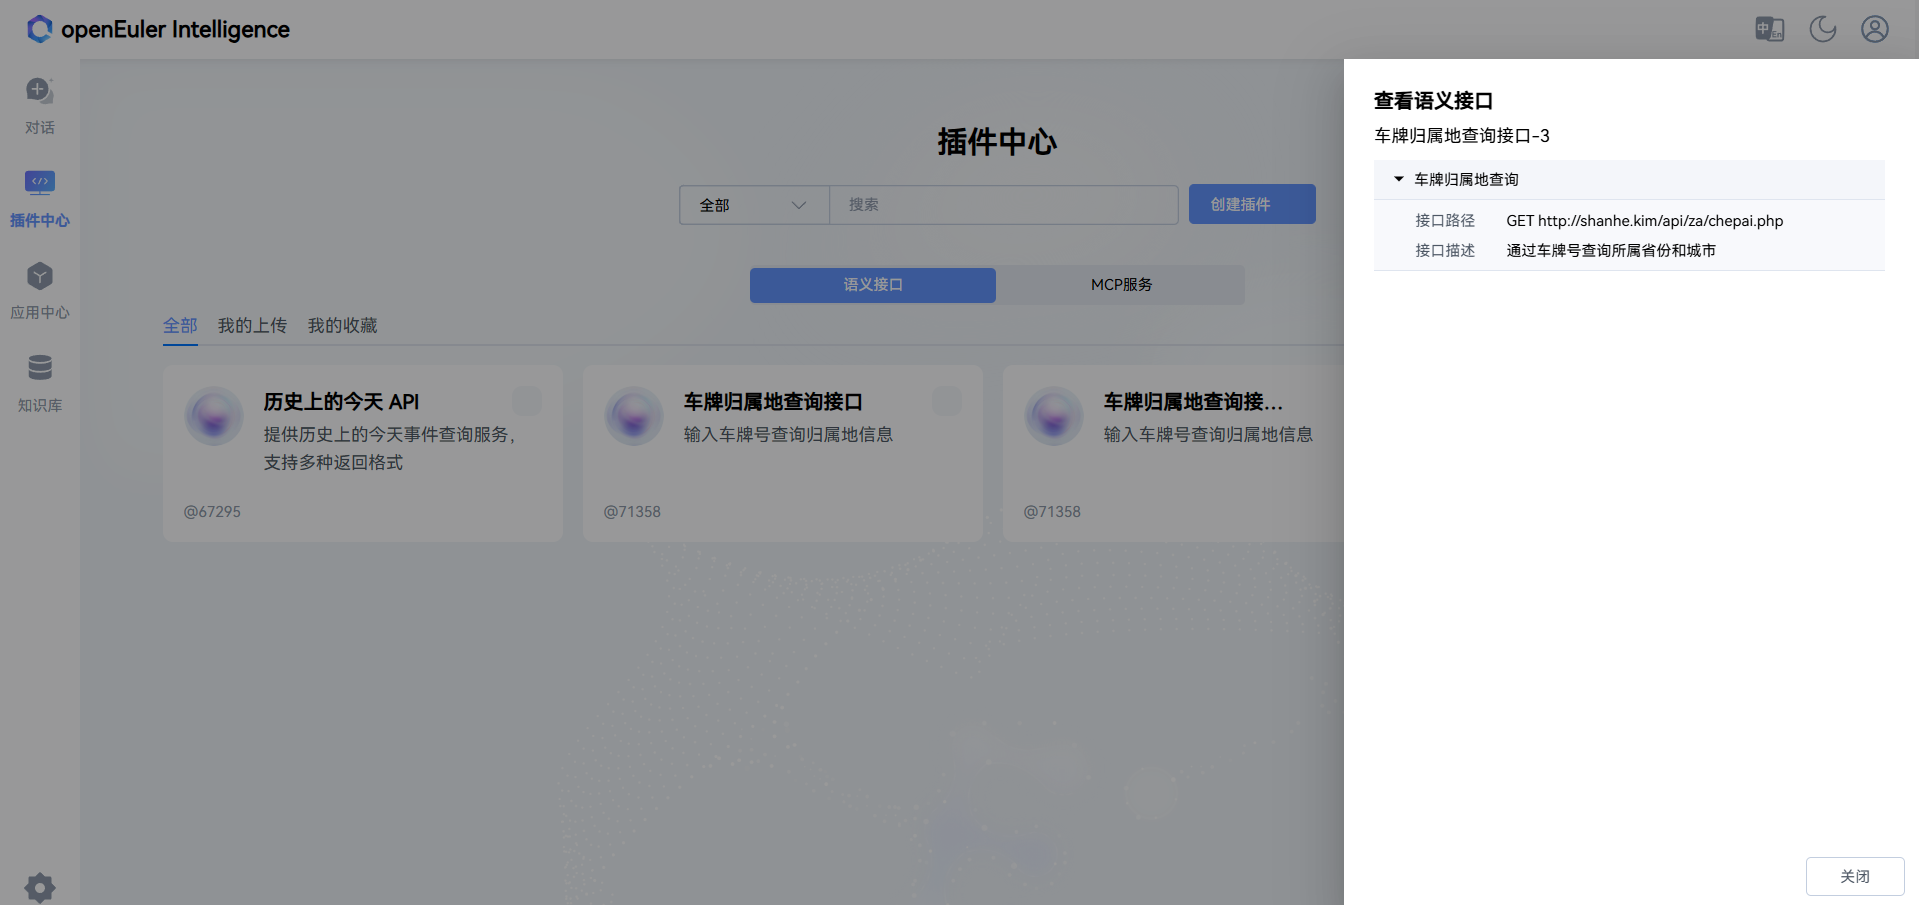 openEuler Intelligence
对话
插件中心
应用中心
知识库
插件中心
全部
搜索
创建插件
语义接口
MCP服务
全部
我的上传
我的收藏
历史上的今天 API
提供历史上的今天事件查询服务，
支持多种返回格式
@67295
车牌归属地查询接口
输入车牌号查询归属地信息
@71358
车牌归属地查询接...
输入车牌号查询归属地信息
@71358
查看语义接口
车牌归属地查询接口-3
车牌归属地查询
接口路径 GET http://shanhe.kim/api/za/chepai.php
接口描述 通过车牌号查询所属省份和城市
关闭